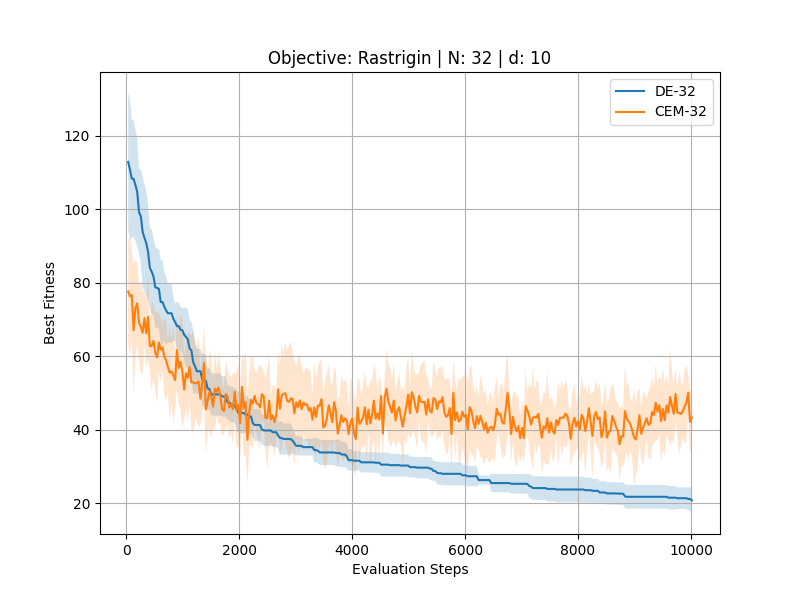 Objective: Rastrigin | N: 32 | d: 10
DE-32
CEM-32
Best Fitness
120
100
80
60
40
20
0
2000
4000
6000
8000
10000
Evaluation Steps